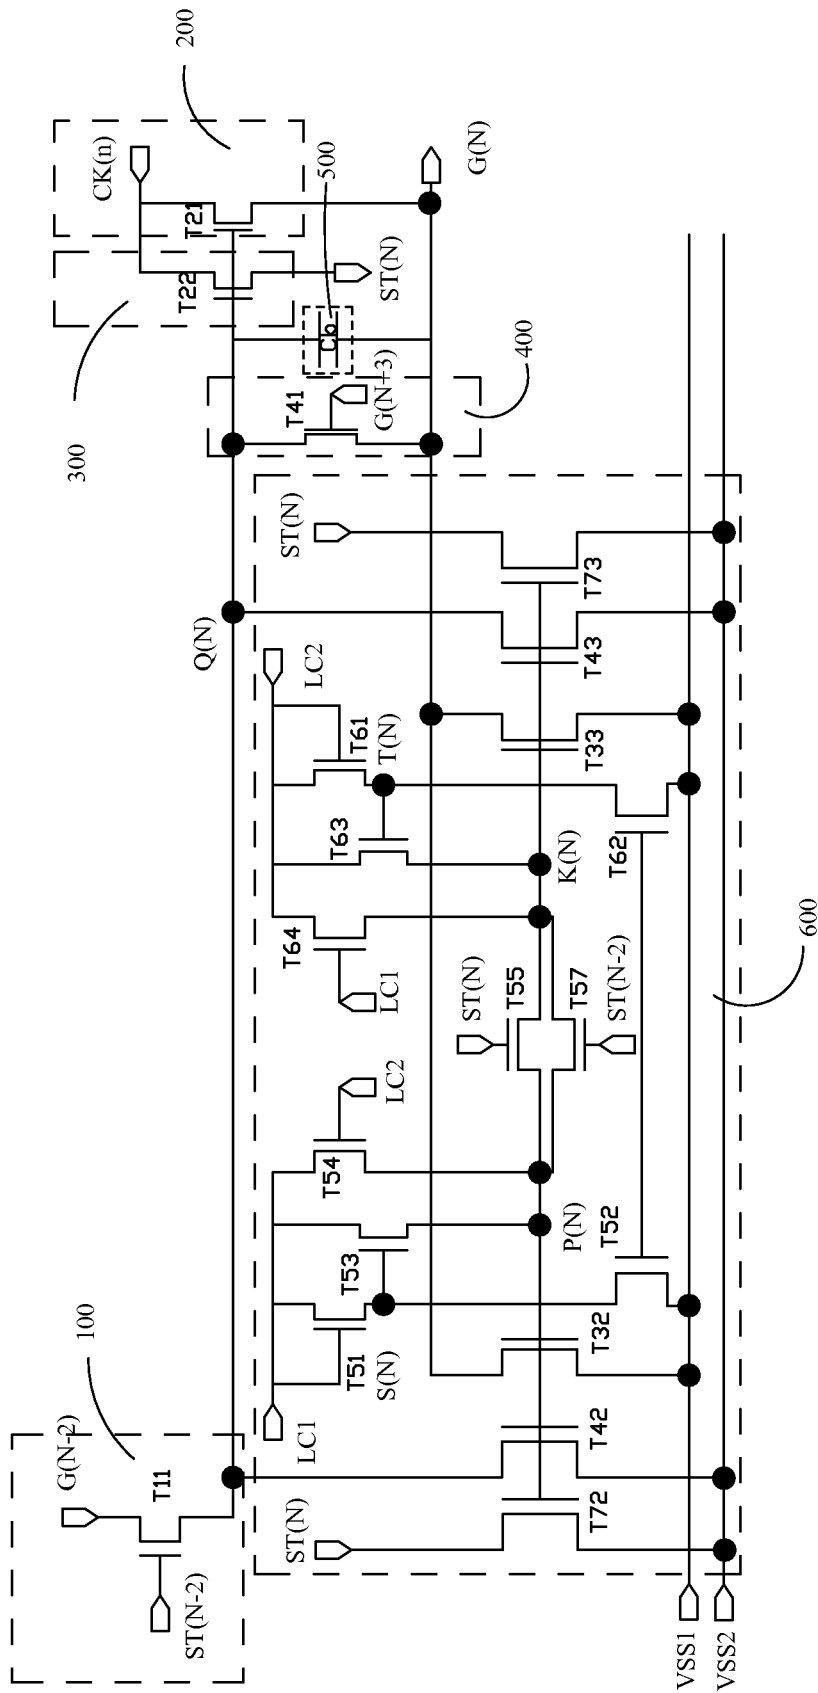 200
CK(n)
T21
G(N)
500
T22
ST(N)
300
Cb
T41
G(N+3)
400
ST(N)
T73
Q(N)
T43
LC2
T61
T(N)
T33
T63
K(N)
T62
T64
LC1
ST(N)
T55
T57
ST(N-2)
600
LC2
T54
P(N)
T52
T53
T51
S(N)
T32
LC1
T42
T72
ST(N)
100
G(N-2)
T11
ST(N-2)
VSS1
VSS2